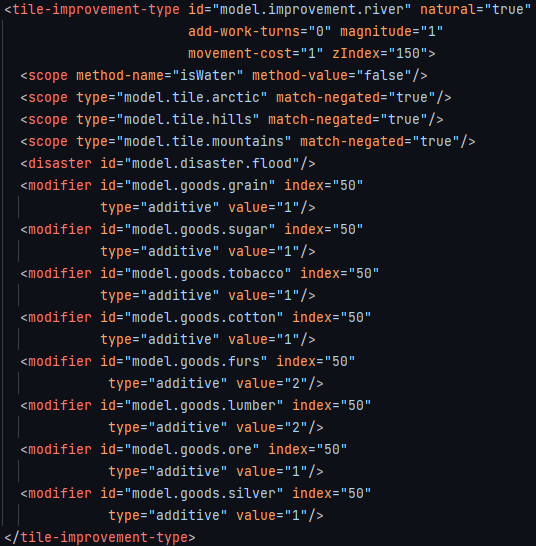 <tile-improvement-type id="model.improvement.river" natural="true"
                       add-work-turns="0" magnitude="1"
                       movement-cost="1" zIndex="150">
  <scope method-name="isWater" method-value="false"/>
  <scope type="model.tile.arctic" match-negated="true"/>
  <scope type="model.tile.hills" match-negated="true"/>
  <scope type="model.tile.mountains" match-negated="true"/>
  <disaster id="model.disaster.flood"/>
  <modifier id="model.goods.grain" index="50"
            type="additive" value="1"/>
  <modifier id="model.goods.sugar" index="50"
            type="additive" value="1"/>
  <modifier id="model.goods.tobacco" index="50"
            type="additive" value="1"/>
  <modifier id="model.goods.cotton" index="50"
            type="additive" value="1"/>
  <modifier id="model.goods.furs" index="50"
             type="additive" value="2"/>
  <modifier id="model.goods.lumber" index="50"
             type="additive" value="2"/>
  <modifier id="model.goods.ore" index="50"
             type="additive" value="1"/>
  <modifier id="model.goods.silver" index="50"
             type="additive" value="1"/>
</tile-improvement-type>